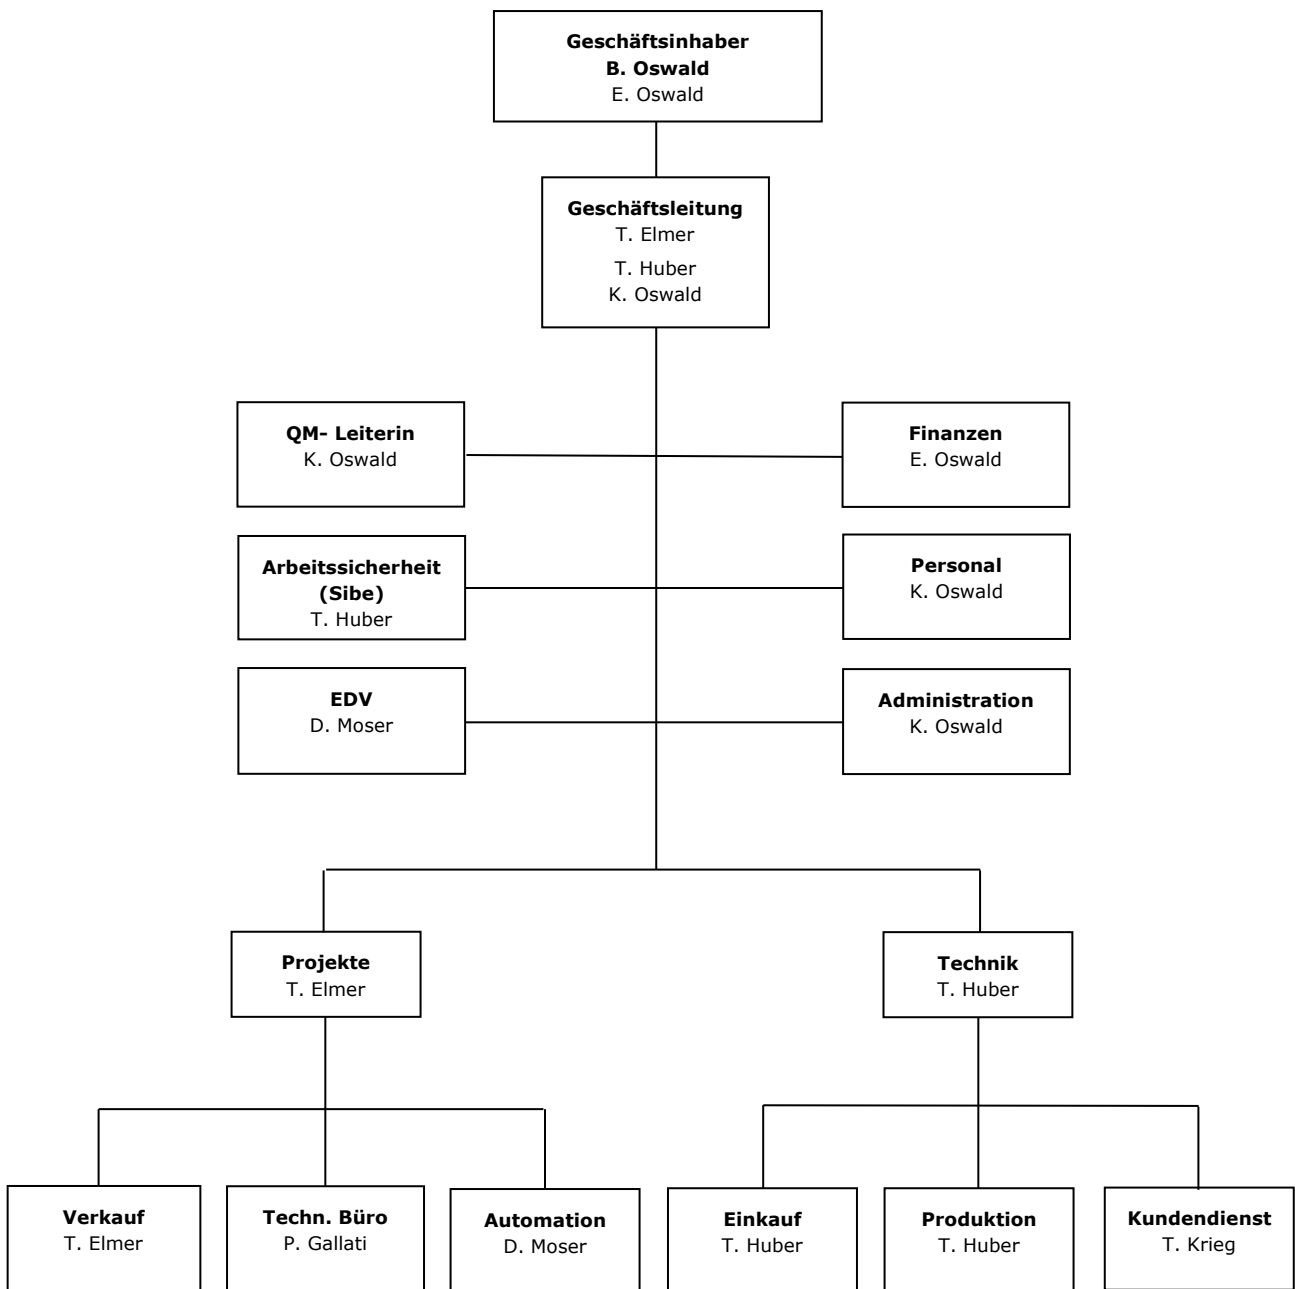 Geschäftsinhaber
B. Oswald
E. Oswald
Geschäftsleitung
T. Elmer
T. Huber
K. Oswald
QM- Leiterin
K. Oswald
Finanzen
E. Oswald
Arbeitssicherheit
(Sibe)
T. Huber
Personal
K. Oswald
EDV
D. Moser
Administration
K. Oswald
Projekte
T. Elmer
Technik
T. Huber
Verkauf
T. Elmer
Techn. Büro
P. Gallati
Automation
D. Moser
Einkauf
T. Huber
Produktion
T. Huber
Kundendienst
T. Krieg